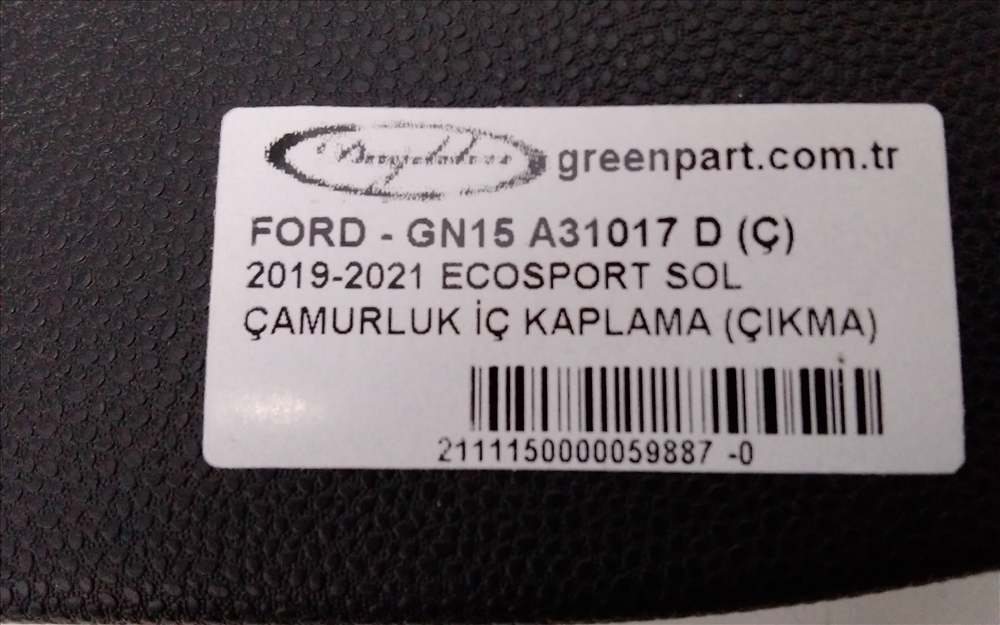 greenpart.com.tr
FORD - GN15 A31017 D (Ç)
2019-2021 ECOSPORT SOL
ÇAMURLUK İÇ KAPLAMA (ÇIKMA)
2111150000059887 -0